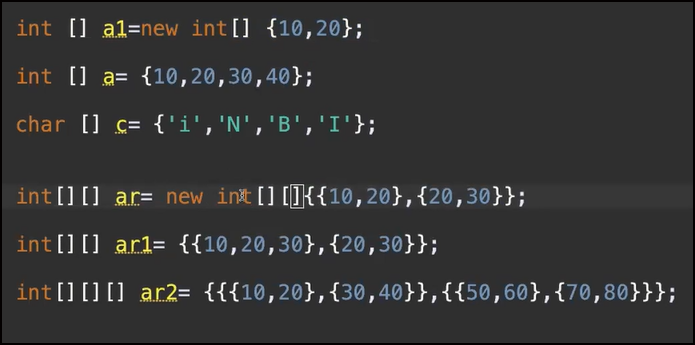 int [] a1=new int[] {10,20};
int [] a= {10,20,30,40};
char [] c= {'i','N','B','I'};
int[][] ar= new int[][]{{10,20},{20,30}};
int[][] ar1= {{10,20,30},{20,30}};
int[][][] ar2= {{{10,20},{30,40}},{{50,60},{70,80}}};